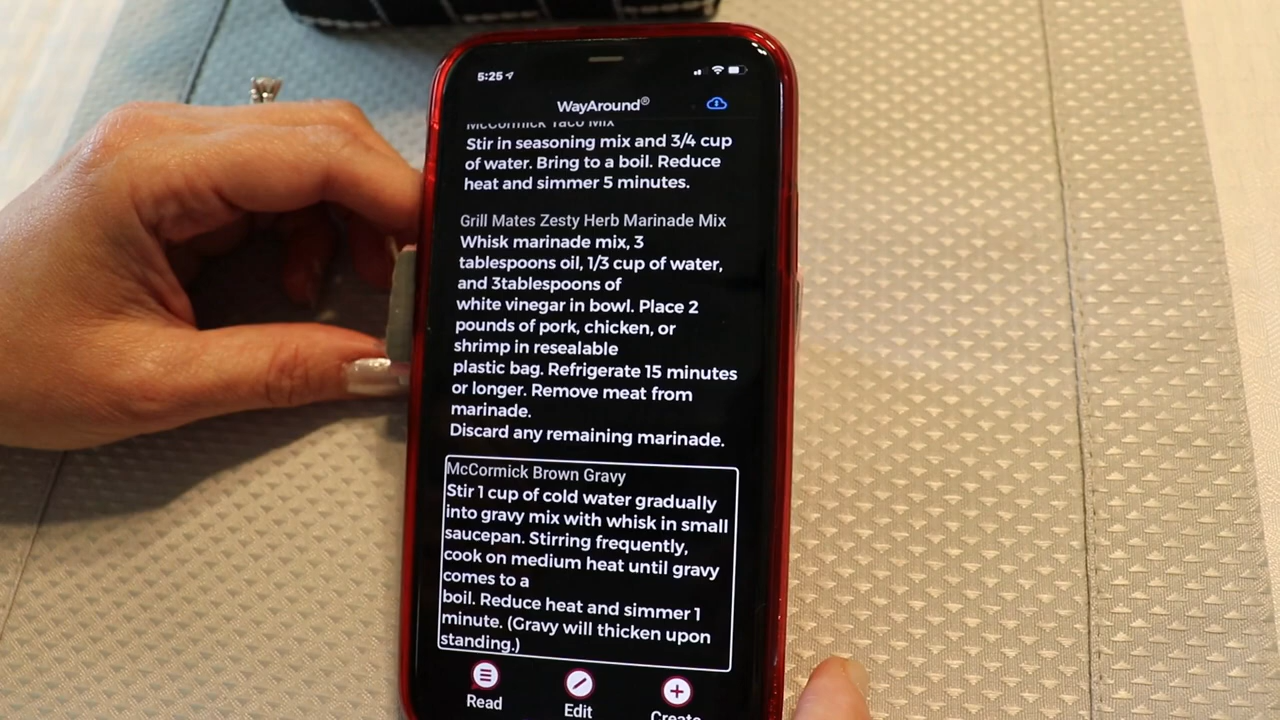 5:25
WayAround®
McCormick Taco Mix
Stir in seasoning mix and 3/4 cup
of water. Bring to a boil. Reduce
heat and simmer 5 minutes.
Grill Mates Zesty Herb Marinade Mix
Whisk marinade mix, 3
tablespoons oil, 1/3 cup of water,
and 3tablespoons of
white vinegar in bowl. Place 2
pounds of pork, chicken, or
shrimp in resealable
plastic bag. Refrigerate 15 minutes
or longer. Remove meat from
marinade.
Discard any remaining marinade.
McCormick Brown Gravy
Stir 1 cup of cold water gradually
into gravy mix with whisk in small
saucepan. Stirring frequently,
cook on medium heat until gravy
comes to a
boil. Reduce heat and simmer 1
minute. (Gravy will thicken upon
standing.)
Read
Edit
Create